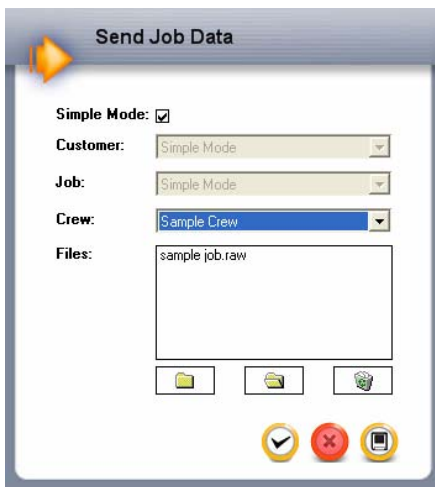 Send Job Data
Simple Mode:
Customer: Simple Mode
Job: Simple Mode
Crew: Sample Crew
Files: sample job.raw